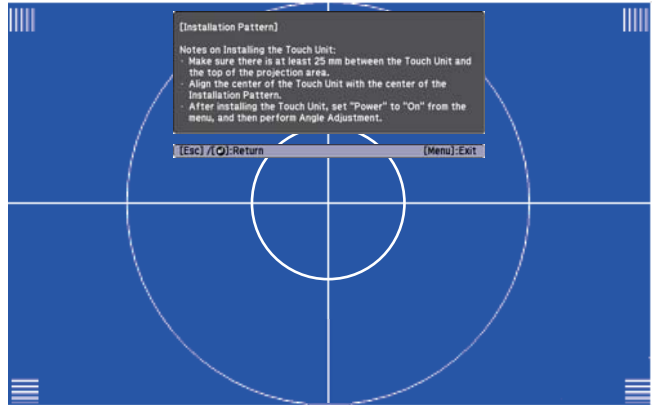 [Installation Pattern]
Notes on Installing the Touch Unit:
· Make sure there is at least 25 mm between the Touch Unit and
the top of the projection area.
· Align the center of the Touch Unit with the center of the
Installation Pattern.
· After installing the Touch Unit, set "Power" to "On" from the
menu, and then perform Angle Adjustment.
[Esc] /[⮌]:Return [Menu]:Exit